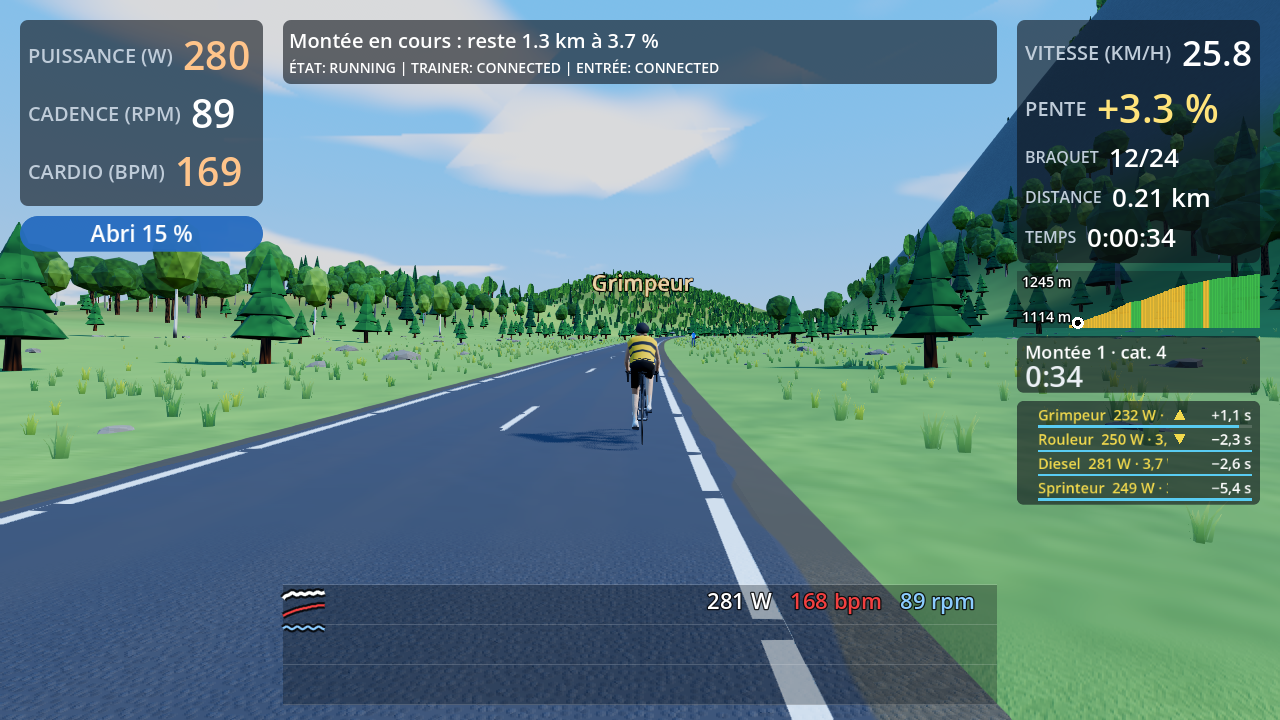 PUISSANCE (W) 280
CADENCE (RPM) 89
CARDIO (BPM) 169
Abri 15 %
Montée en cours : reste 1.3 km à 3.7 %
ÉTAT: RUNNING | TRAINER: CONNECTED | ENTRÉE: CONNECTED
VITESSE (KM/H) 25.8
PENTE +3.3 %
BRAQUET 12/24
DISTANCE 0.21 km
TEMPS 0:00:34
1245 m
1114 m
Montée 1 · cat. 4
0:34
Grimpeur 232 W · ▲ +1,1 s
Rouleur 250 W · 3, ▼ −2,3 s
Diesel 281 W · 3,7 −2,6 s
Sprinteur 249 W · −5,4 s
Grimpeur
281 W 168 bpm 89 rpm